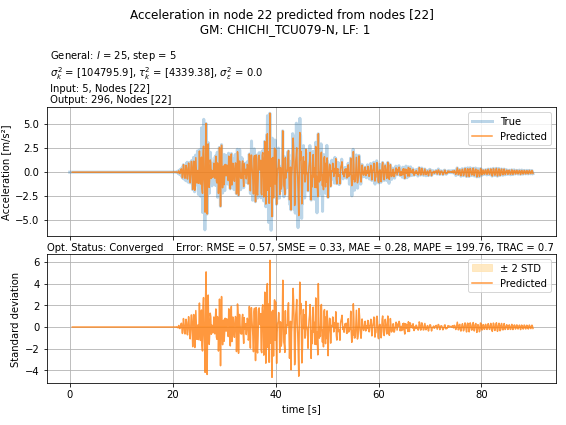 Acceleration in node 22 predicted from nodes [22]
GM: CHICHI_TCU079-N, LF: 1
General: l = 25, step = 5
σ²ₖ = [104795.9], τ²ₖ = [4339.38], σ²ε = 0.0
Input: 5, Nodes [22]
Output: 296, Nodes [22]
True
Predicted
5.0
2.5
0.0
−2.5
−5.0
Acceleration [m/s²]
Opt. Status: Converged Error: RMSE = 0.57, SMSE = 0.33, MAE = 0.28, MAPE = 199.76, TRAC = 0.7
± 2 STD
Predicted
6
4
2
0
−2
−4
Standard deviation
0 20 40 60 80
time [s]